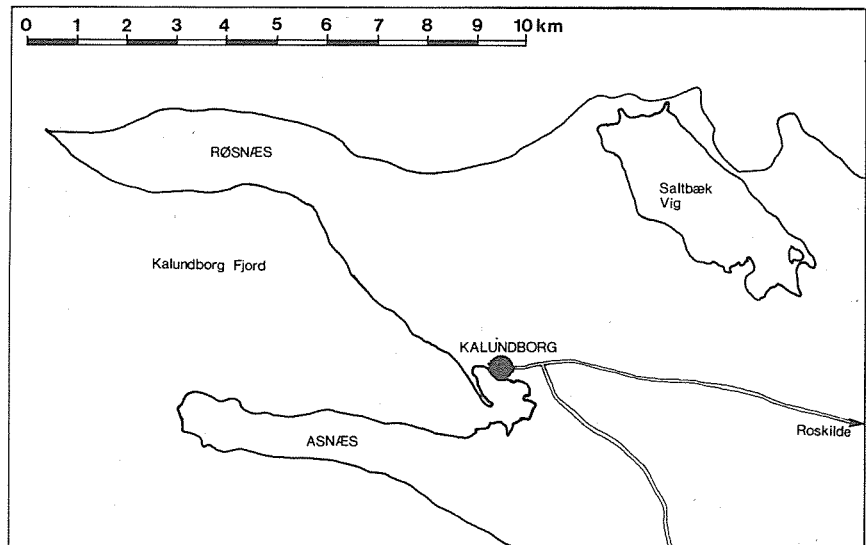 0 1 2 3 4 5 6 7 8 9 10 km
RØSNÆS
Saltbæk
Vig
Kalundborg Fjord
KALUNDBORG
ASNÆS
Roskilde